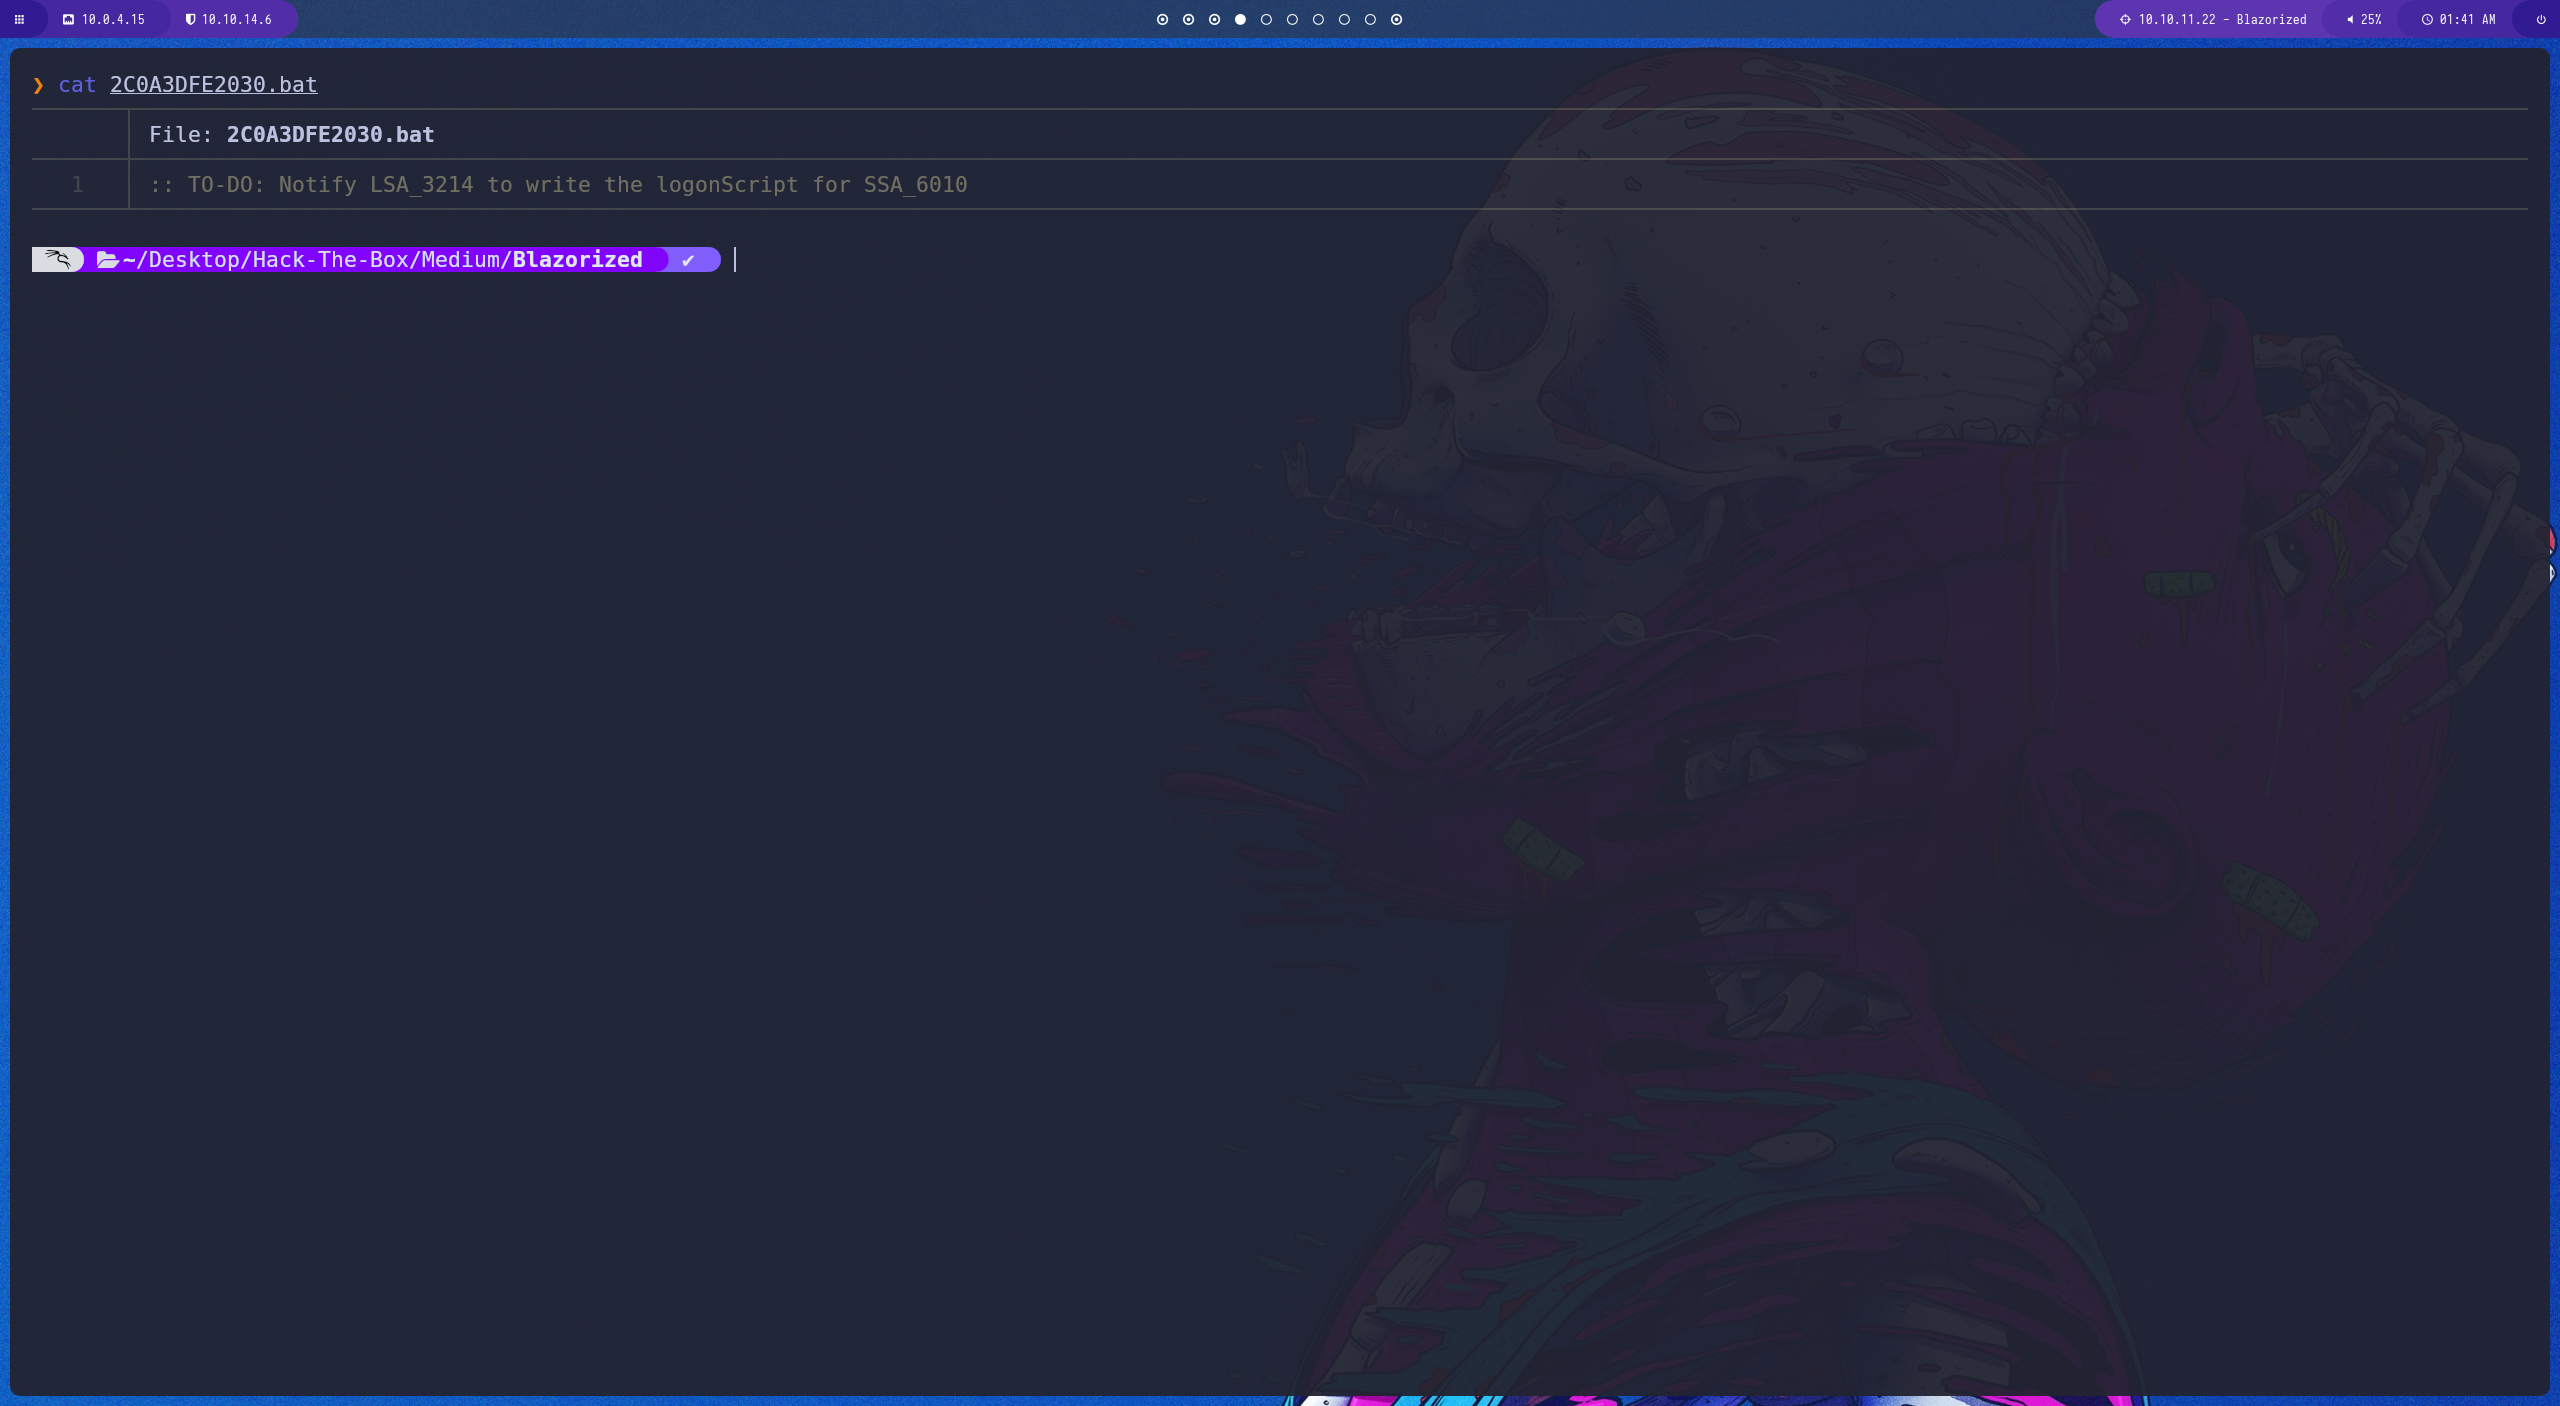 10.0.4.15 10.10.14.6 10.10.11.22 - Blazorized 25% 01:41 AM
❯ cat 2C0A3DFE2030.bat
File: 2C0A3DFE2030.bat
1 :: TO-DO: Notify LSA_3214 to write the logonScript for SSA_6010
~/Desktop/Hack-The-Box/Medium/Blazorized ✔